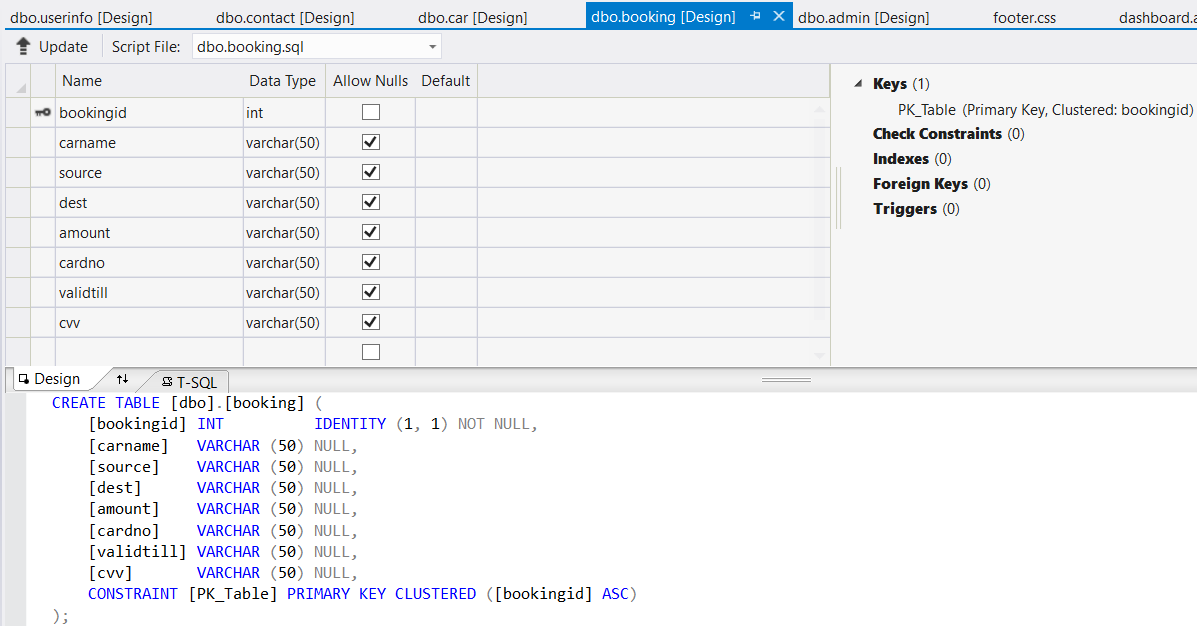 dbo.userinfo [Design] dbo.contact [Design] dbo.car [Design] dbo.booking [Design] dbo.admin [Design] footer.css dashboard.a
Update Script File: dbo.booking.sql
Name Data Type Allow Nulls Default
bookingid int
carname varchar(50)
source varchar(50)
dest varchar(50)
amount varchar(50)
cardno varchar(50)
validtill varchar(50)
cvv varchar(50)
Keys (1)
PK_Table (Primary Key, Clustered: bookingid)
Check Constraints (0)
Indexes (0)
Foreign Keys (0)
Triggers (0)
Design T-SQL
CREATE TABLE [dbo].[booking] (
[bookingid] INT IDENTITY (1, 1) NOT NULL,
[carname] VARCHAR (50) NULL,
[source] VARCHAR (50) NULL,
[dest] VARCHAR (50) NULL,
[amount] VARCHAR (50) NULL,
[cardno] VARCHAR (50) NULL,
[validtill] VARCHAR (50) NULL,
[cvv] VARCHAR (50) NULL,
CONSTRAINT [PK_Table] PRIMARY KEY CLUSTERED ([bookingid] ASC)
);